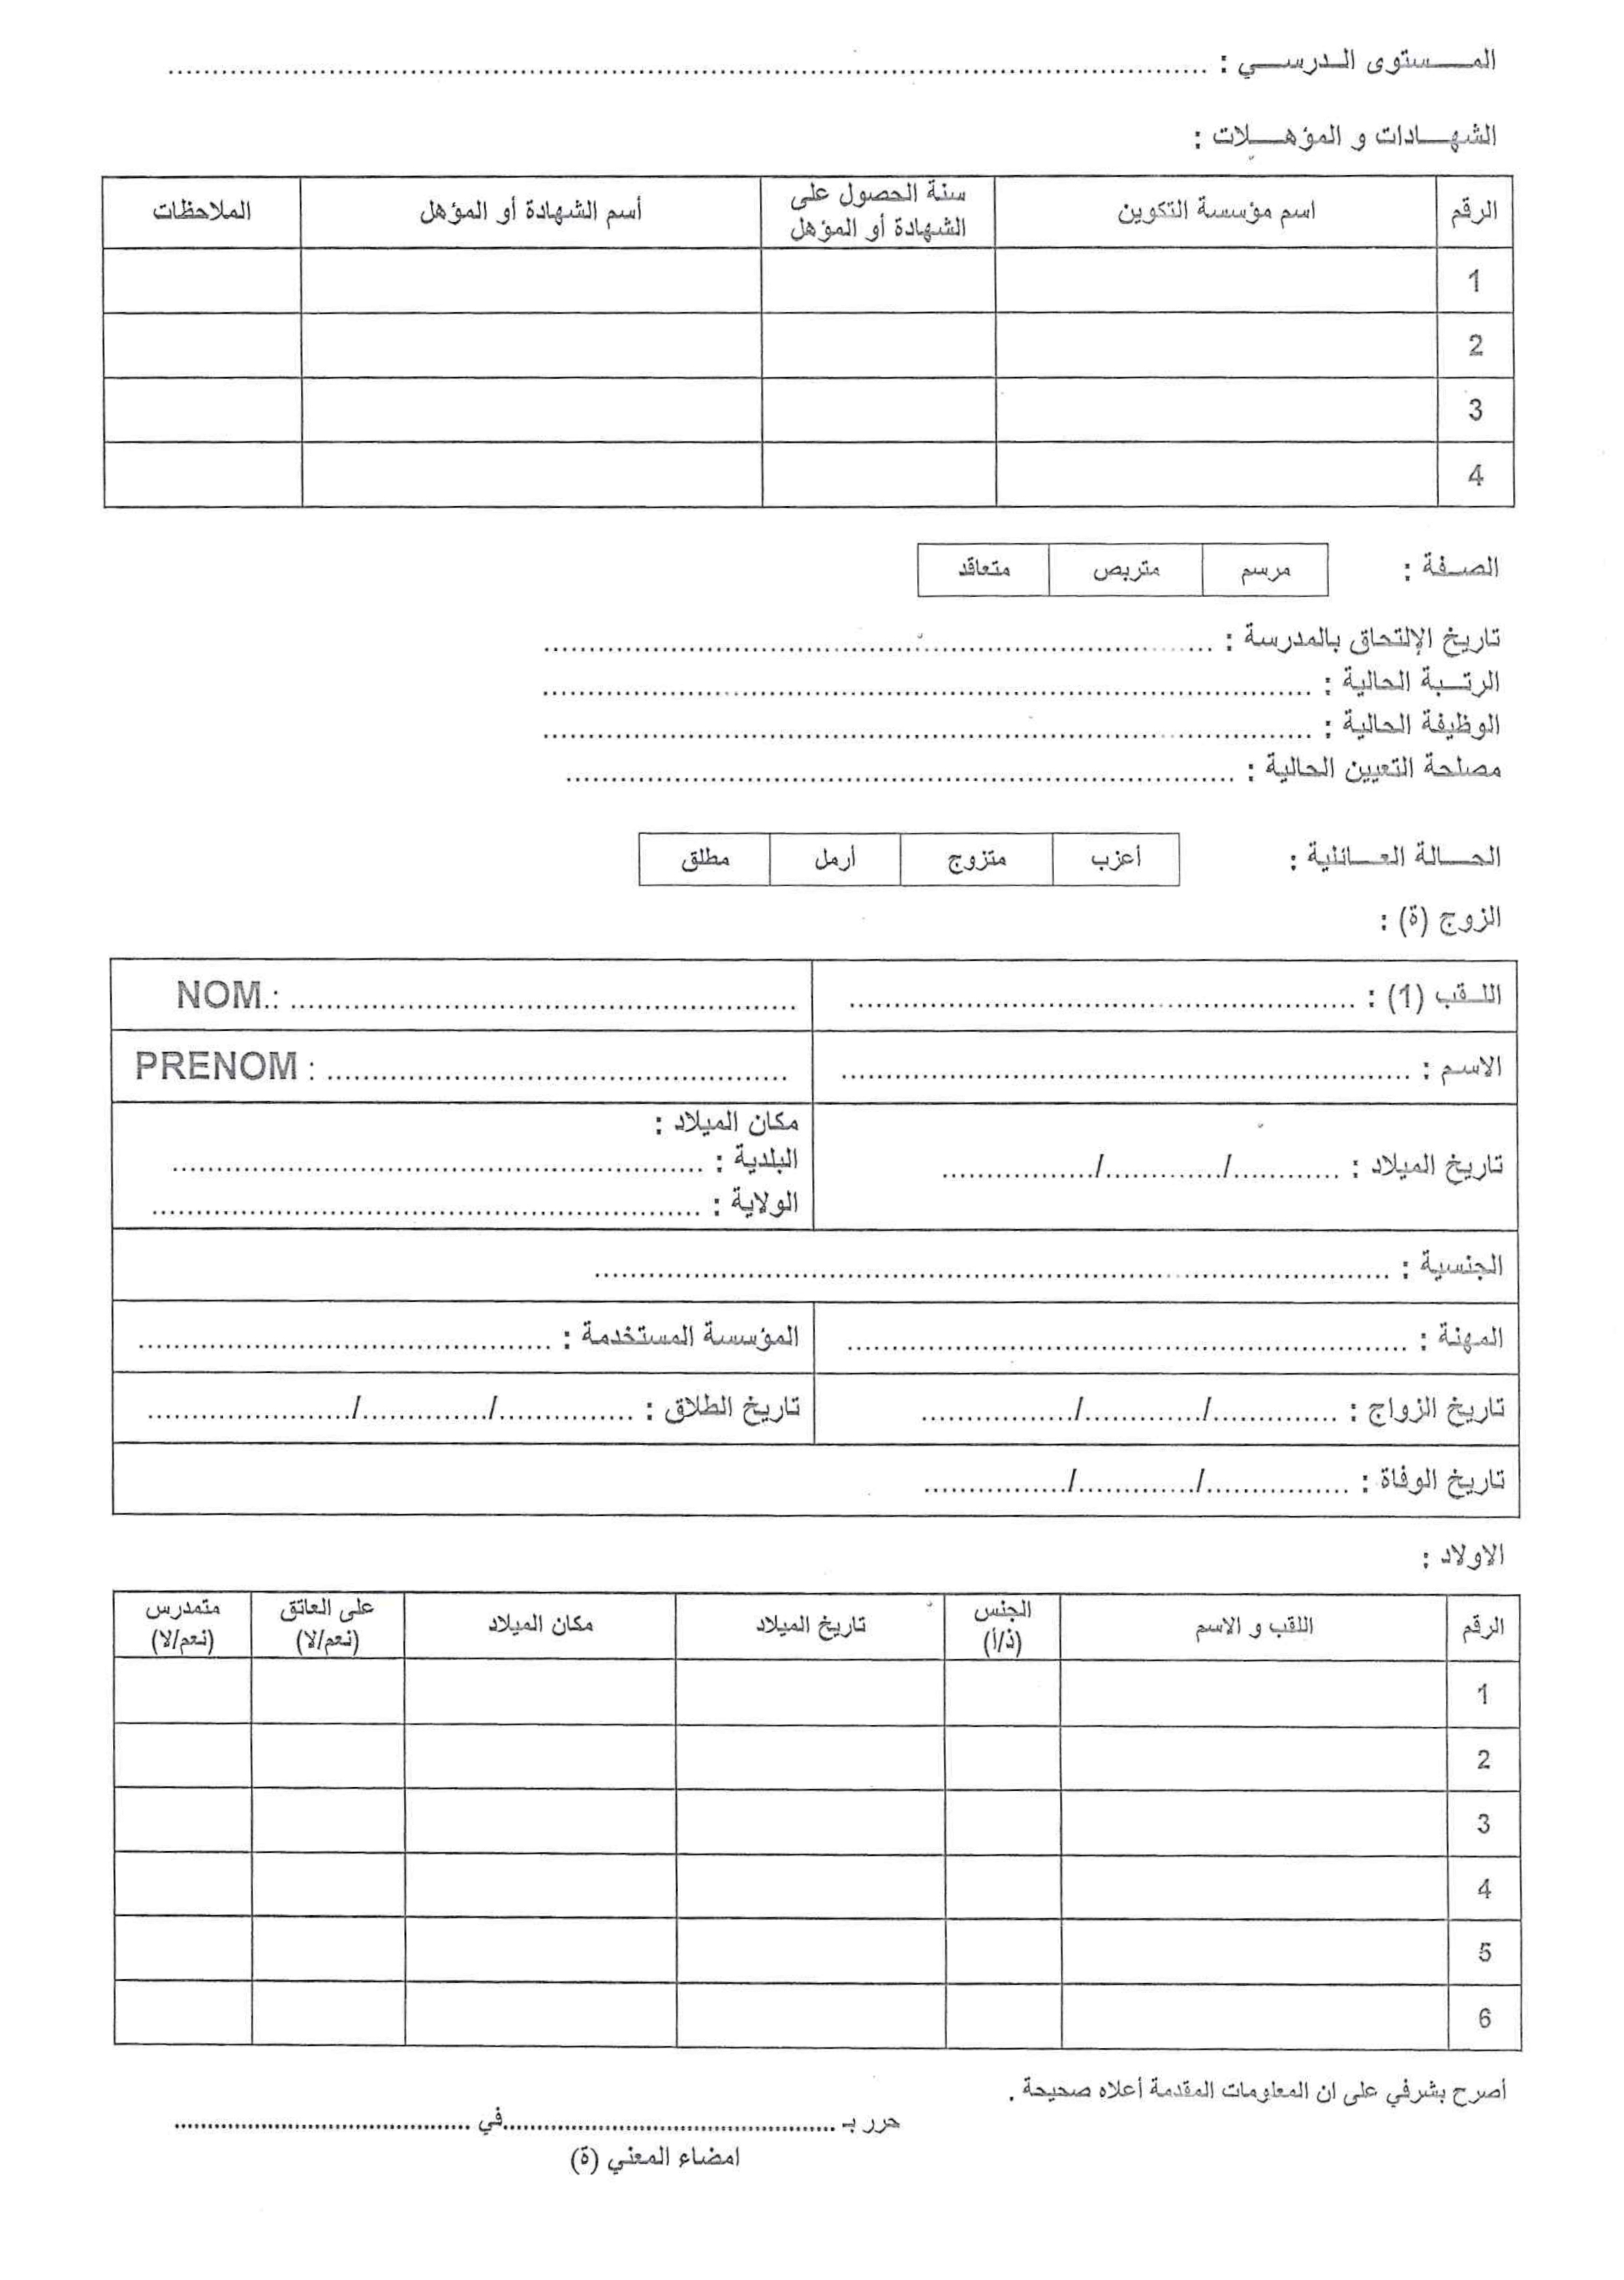 المستوى الدرسي : ........................................
الشهادات و المؤهلات :
الرقم | اسم مؤسسة التكوين | سنة الحصول على الشهادة أو المؤهل | أسم الشهادة أو المؤهل | الملاحظات
1
2
3
4
الصفة : مرسم | متربص | متعاقد
تاريخ الإلتحاق بالمدرسة : ........................................
الرتبة الحالية : ........................................
الوظيفة الحالية : ........................................
مصلحة التعيين الحالية : ........................................
الحالة العائلية : أعزب | متزوج | أرمل | مطلق
الزوج (ة) :
اللقب (1) : ........................................ NOM.: ........................................
الاسم : ........................................ PRENOM : ........................................
تاريخ الميلاد : ............/............./.................
مكان الميلاد :
البلدية : ........................................
الولاية : ........................................
الجنسية : ........................................
المهنة : ........................................ المؤسسة المستخدمة : ........................................
تاريخ الزواج : ............../............./................. تاريخ الطلاق : .............../............../.......................
تاريخ الوفاة : ................/............./................
الاولاد :
الرقم | اللقب و الاسم | الجنس (ذ/أ) | تاريخ الميلاد | مكان الميلاد | على العاتق (نعم/لا) | متمدرس (نعم/لا)
1
2
3
4
5
6
أصرح بشرفي على ان المعلومات المقدمة أعلاه صحيحة .
حرر بـ ........................................في ........................................
امضاء المعني (ة)